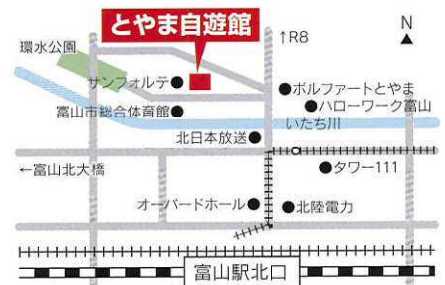 とやま自遊館
↑R8
N
環水公園
サンフォルテ
ボルファートとやま
ハローワーク富山
富山市総合体育館
いたち川
北日本放送
←富山北大橋
タワー111
オーバードホール
北陸電力
富山駅北口